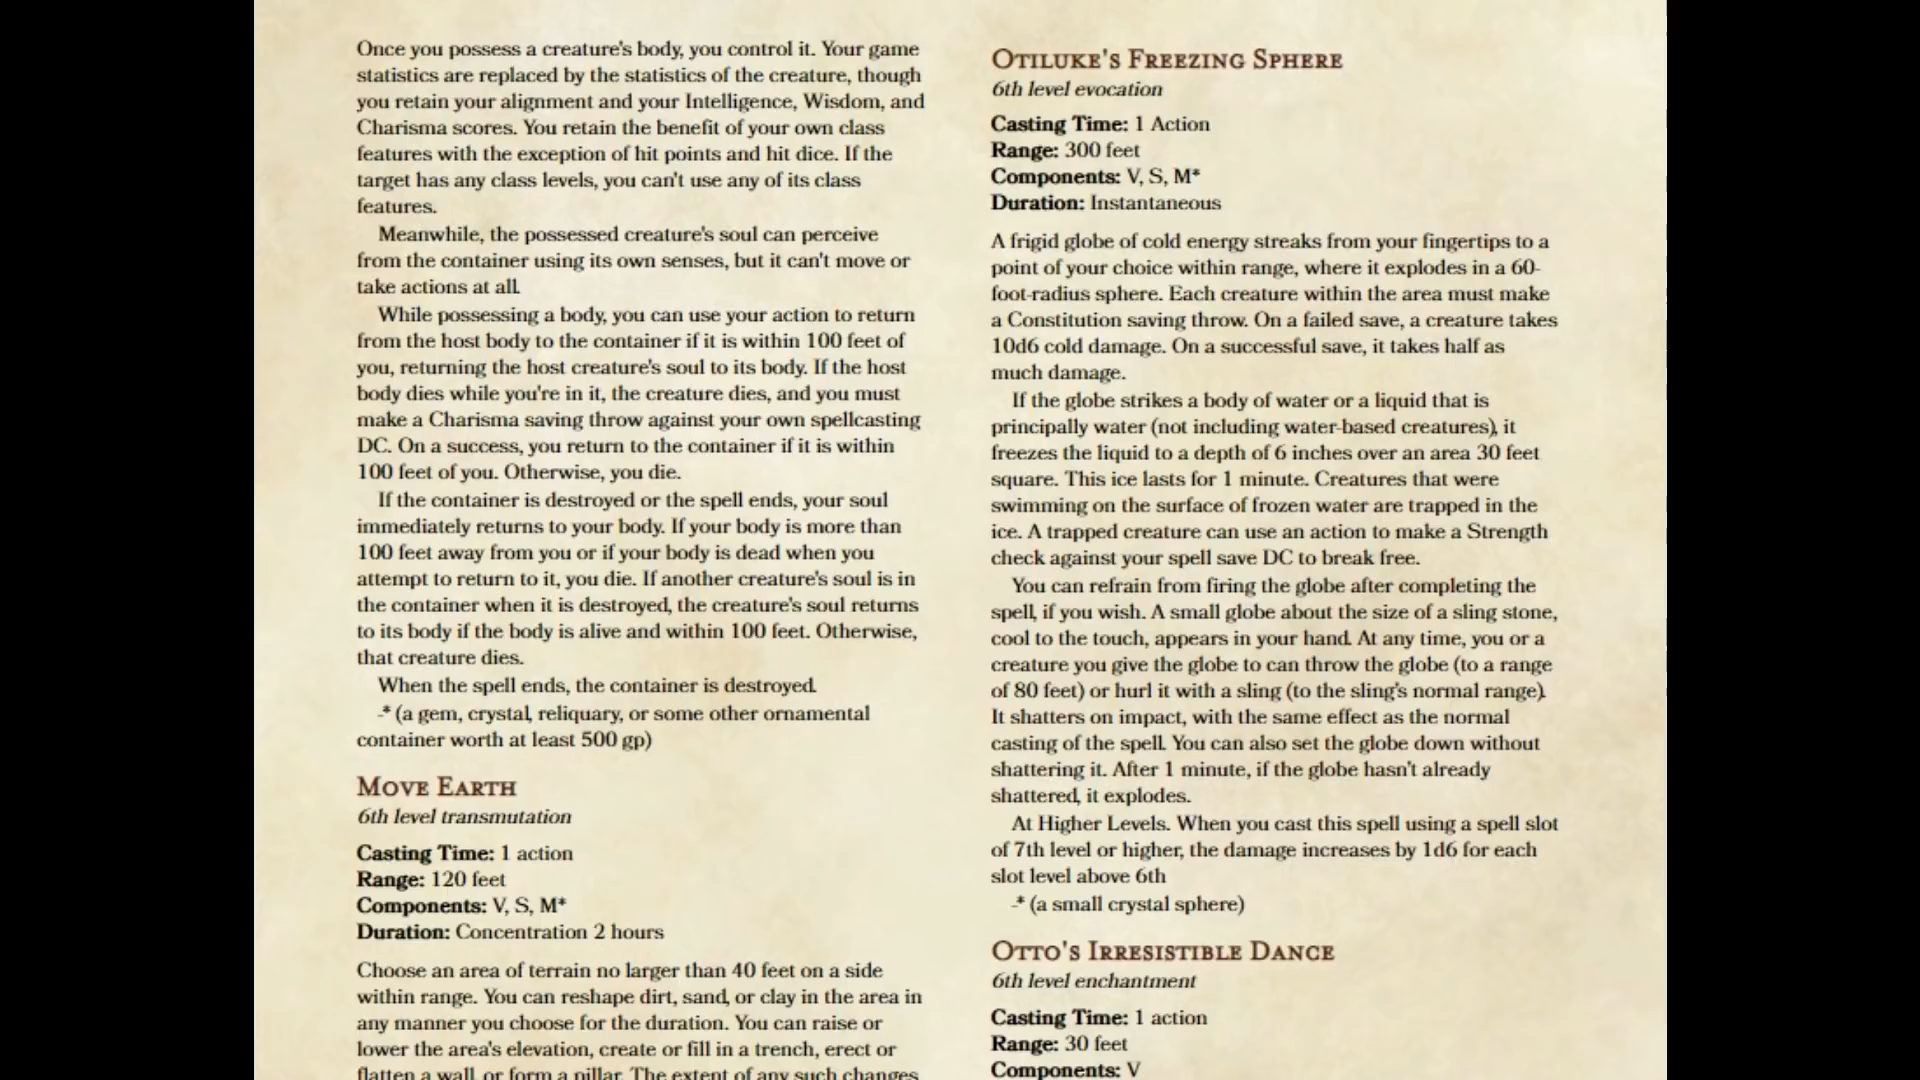 Once you possess a creature's body, you control it. Your game
statistics are replaced by the statistics of the creature, though
you retain your alignment and your Intelligence, Wisdom, and
Charisma scores. You retain the benefit of your own class
features with the exception of hit points and hit dice. If the
target has any class levels, you can't use any of its class
features.
Meanwhile, the possessed creature's soul can perceive
from the container using its own senses, but it can't move or
take actions at all.
While possessing a body, you can use your action to return
from the host body to the container if it is within 100 feet of
you, returning the host creature's soul to its body. If the host
body dies while you're in it, the creature dies, and you must
make a Charisma saving throw against your own spellcasting
DC. On a success, you return to the container if it is within
100 feet of you. Otherwise, you die.
If the container is destroyed or the spell ends, your soul
immediately returns to your body. If your body is more than
100 feet away from you or if your body is dead when you
attempt to return to it, you die. If another creature's soul is in
the container when it is destroyed, the creature's soul returns
to its body if the body is alive and within 100 feet. Otherwise,
that creature dies.
When the spell ends, the container is destroyed.
-* (a gem, crystal, reliquary, or some other ornamental
container worth at least 500 gp)
Move Earth
6th level transmutation
Casting Time: 1 action
Range: 120 feet
Components: V, S, M*
Duration: Concentration 2 hours
Choose an area of terrain no larger than 40 feet on a side
within range. You can reshape dirt, sand, or clay in the area in
any manner you choose for the duration. You can raise or
lower the area's elevation, create or fill in a trench, erect or
flatten a wall, or form a pillar. The extent of any such changes
Otiluke's Freezing Sphere
6th level evocation
Casting Time: 1 Action
Range: 300 feet
Components: V, S, M*
Duration: Instantaneous
A frigid globe of cold energy streaks from your fingertips to a
point of your choice within range, where it explodes in a 60-
foot-radius sphere. Each creature within the area must make
a Constitution saving throw. On a failed save, a creature takes
10d6 cold damage. On a successful save, it takes half as
much damage.
If the globe strikes a body of water or a liquid that is
principally water (not including water-based creatures), it
freezes the liquid to a depth of 6 inches over an area 30 feet
square. This ice lasts for 1 minute. Creatures that were
swimming on the surface of frozen water are trapped in the
ice. A trapped creature can use an action to make a Strength
check against your spell save DC to break free.
You can refrain from firing the globe after completing the
spell, if you wish. A small globe about the size of a sling stone,
cool to the touch, appears in your hand. At any time, you or a
creature you give the globe to can throw the globe (to a range
of 80 feet) or hurl it with a sling (to the sling's normal range).
It shatters on impact, with the same effect as the normal
casting of the spell. You can also set the globe down without
shattering it. After 1 minute, if the globe hasn't already
shattered, it explodes.
At Higher Levels. When you cast this spell using a spell slot
of 7th level or higher, the damage increases by 1d6 for each
slot level above 6th
-* (a small crystal sphere)
Otto's Irresistible Dance
6th level enchantment
Casting Time: 1 action
Range: 30 feet
Components: V